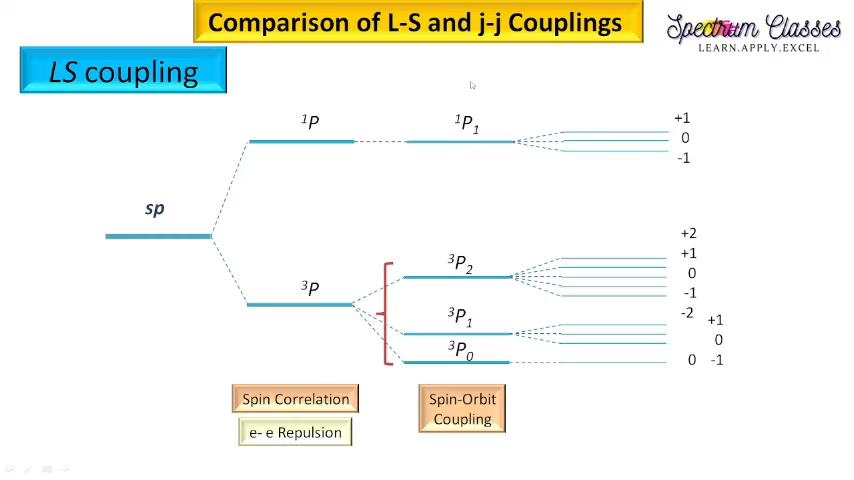 Comparison of L-S and j-j Couplings
Spectrum Classes
LEARN.APPLY.EXCEL
LS coupling
¹P
¹P₁
+1
0
-1
sp
³P
³P₂
+2
+1
0
-1
-2
³P₁
+1
0
-1
³P₀
0
Spin Correlation
e- e Repulsion
Spin-Orbit
Coupling